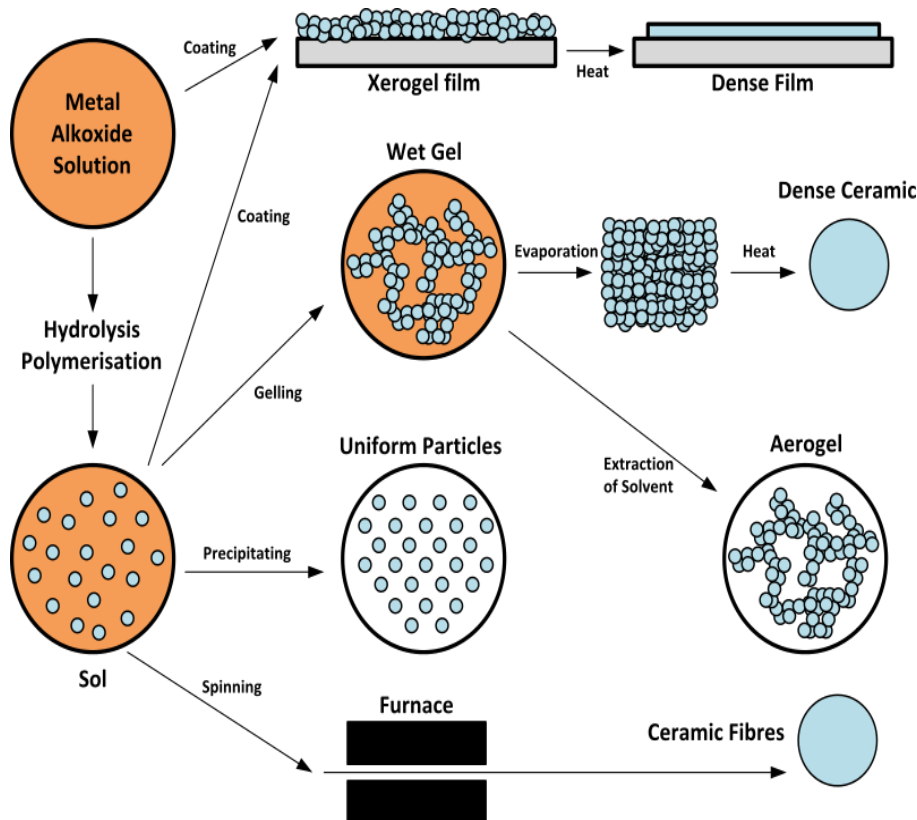 Coating
Xerogel film
Heat
Dense Film
Metal
Alkoxide
Solution
Wet Gel
Dense Ceramic
Coating
Evaporation
Heat
Hydrolysis
Polymerisation
Gelling
Uniform Particles
Aerogel
Extraction
of Solvent
Precipitating
Sol
Spinning
Furnace
Ceramic Fibres